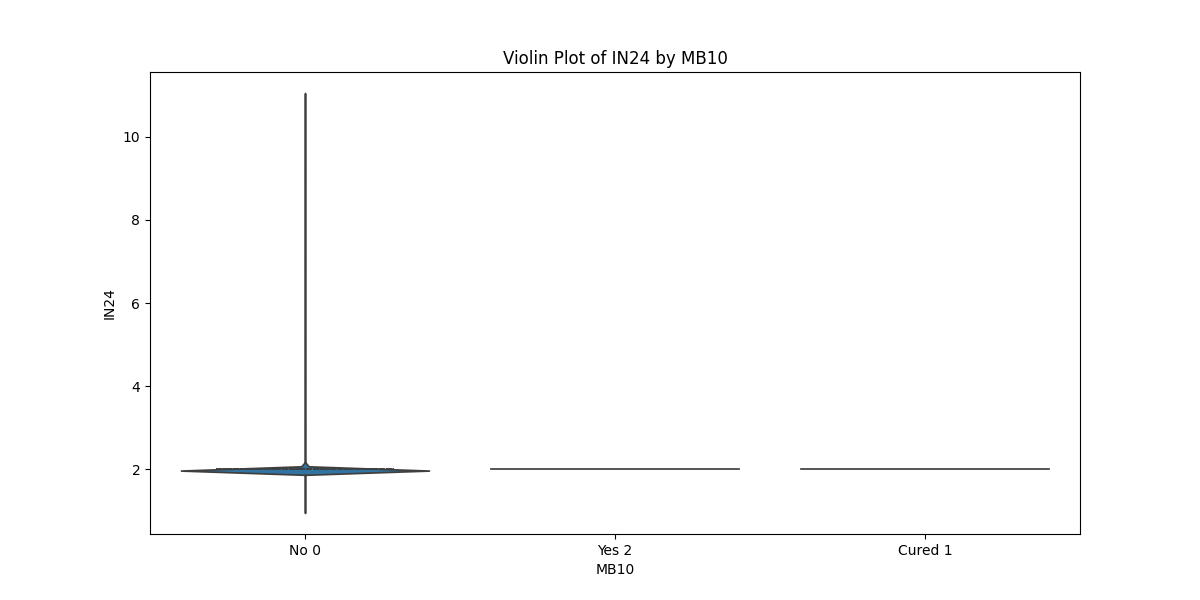 Violin Plot of IN24 by MB10
10
8
6
4
2
IN24
No 0
Yes 2
Cured 1
MB10